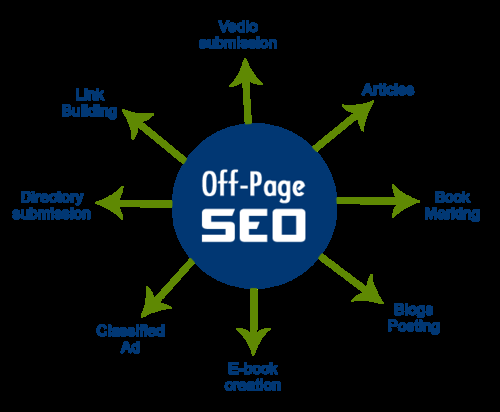 Vedio
submission
Link
Building
Articles
Off-Page
SEO
Directory
submission
Book
Marking
Classified
Ad
Blogs
Posting
E-book
creation